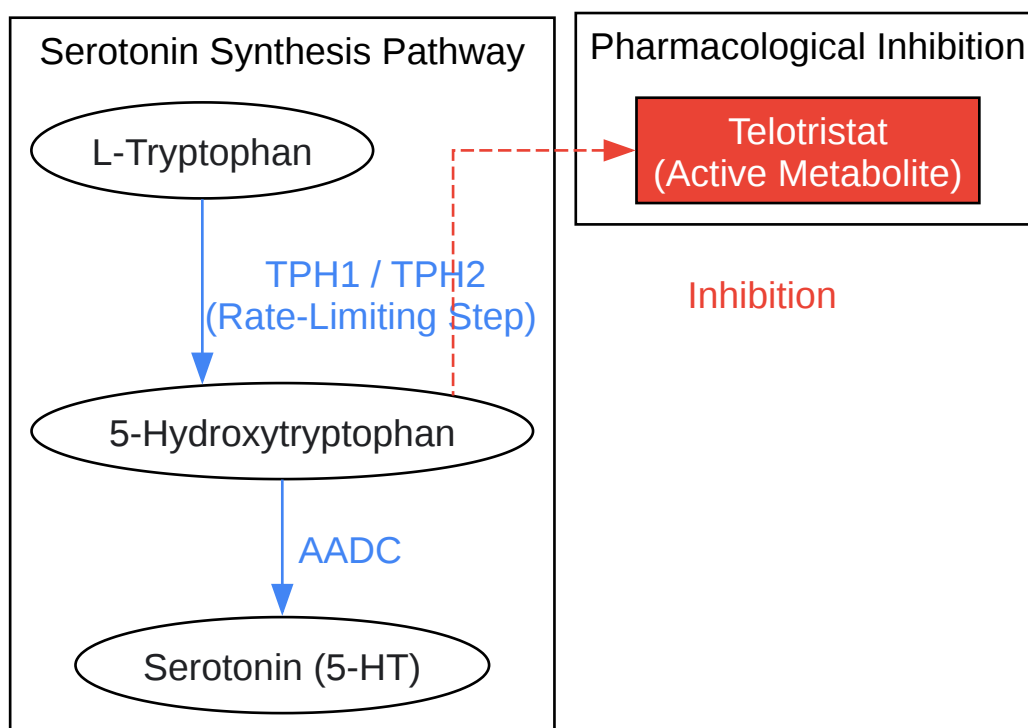 Serotonin Synthesis Pathway
L-Tryptophan
TPH1 / TPH2
(Rate-Limiting Step)
5-Hydroxytryptophan
AADC
Serotonin (5-HT)
Pharmacological Inhibition
Telotristat
(Active Metabolite)
Inhibition